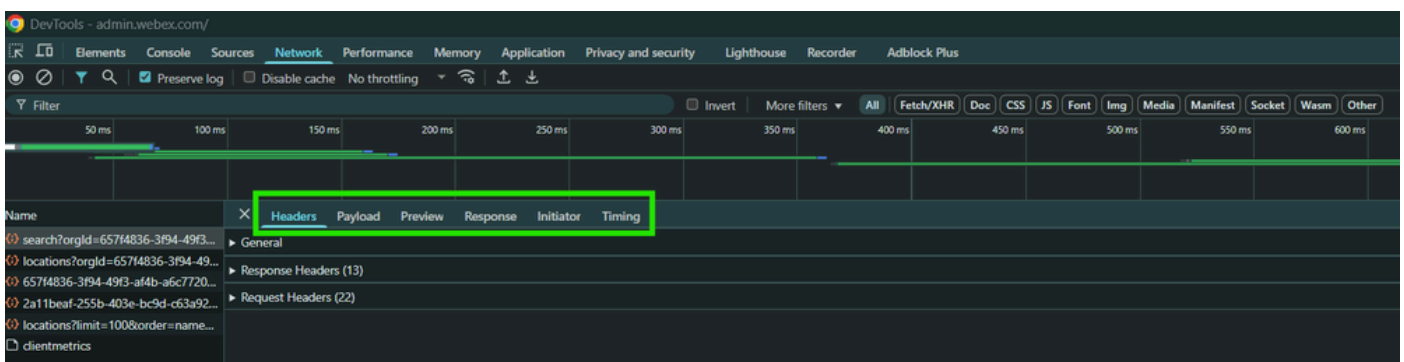 DevTools - admin.webex.com/
Elements Console Sources Network Performance Memory Application Privacy and security Lighthouse Recorder Adblock Plus
Preserve log Disable cache No throttling
Filter Invert More filters All Fetch/XHR Doc CSS JS Font Img Media Manifest Socket Wasm Other
50 ms 100 ms 150 ms 200 ms 250 ms 300 ms 350 ms 400 ms 450 ms 500 ms 550 ms 600 ms
Name Headers Payload Preview Response Initiator Timing
search?orgId=657f4836-3f94-49f3...
General
locations?orgId=657f4836-3f94-49...
Response Headers (13)
657f4836-3f94-49f3-af4b-a6c7720...
2a11beaf-255b-403e-bc9d-c63a92...
Request Headers (22)
locations?limit=100&order=name...
clientmetrics